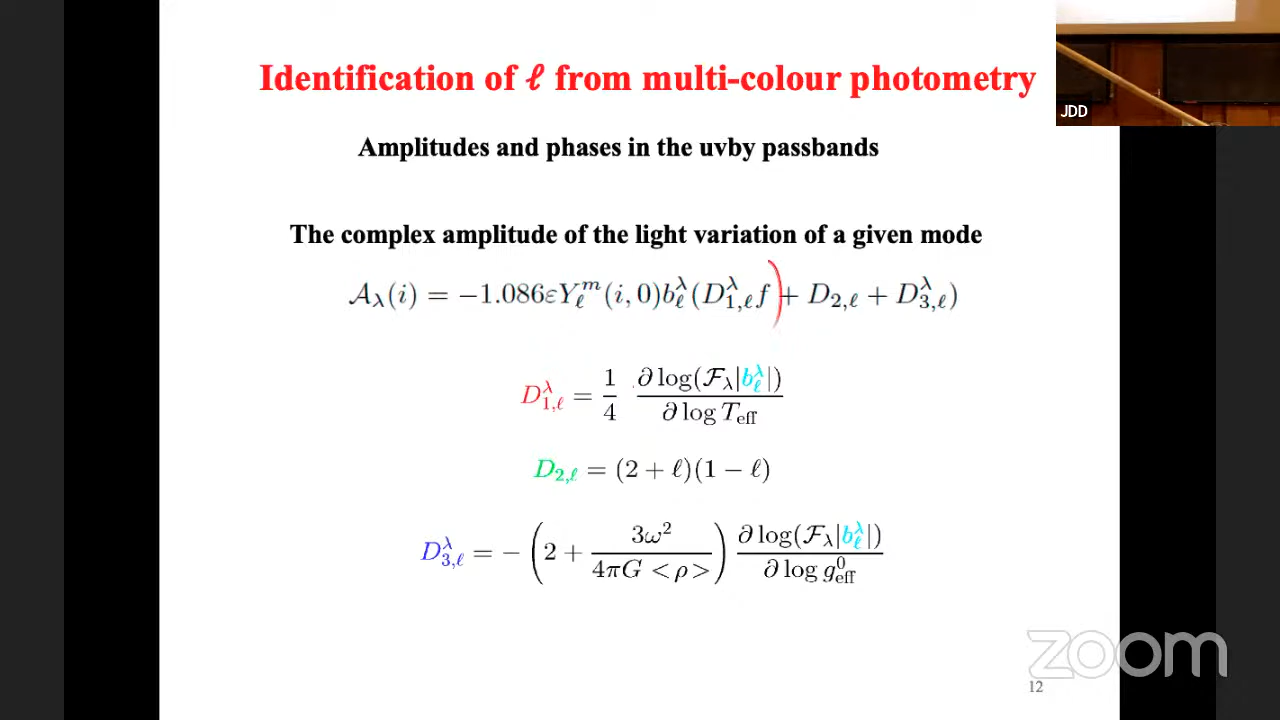 Identification of ℓ from multi-colour photometry
JDD
Amplitudes and phases in the uvby passbands
The complex amplitude of the light variation of a given mode
𝒜_λ(i) = −1.086εY_ℓ^m(i, 0)b_ℓ^λ(D_{1,ℓ}^λ f + D_{2,ℓ} + D_{3,ℓ}^λ)
D_{1,ℓ}^λ = 1/4 ∂ log(ℱ_λ|b_ℓ^λ|) / ∂ log T_eff
D_{2,ℓ} = (2 + ℓ)(1 − ℓ)
D_{3,ℓ}^λ = −(2 + 3ω² / 4πG <ρ>) ∂ log(ℱ_λ|b_ℓ^λ|) / ∂ log g_eff^0
zoom
12